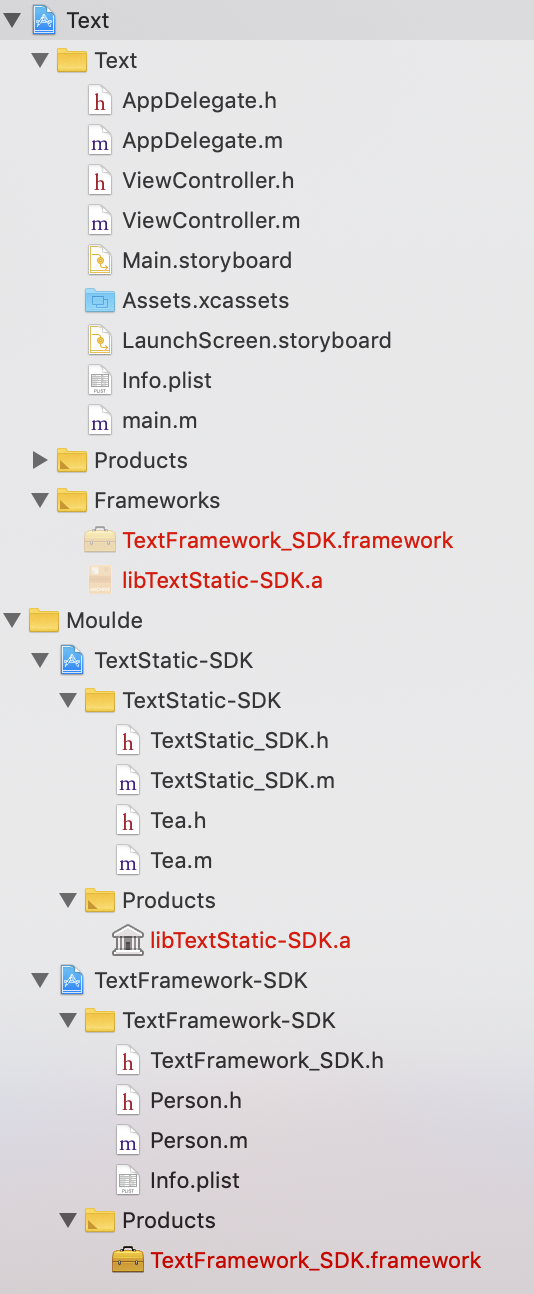 Text
Text
AppDelegate.h
AppDelegate.m
ViewController.h
ViewController.m
Main.storyboard
Assets.xcassets
LaunchScreen.storyboard
Info.plist
main.m
Products
Frameworks
TextFramework_SDK.framework
libTextStatic-SDK.a
Moulde
TextStatic-SDK
TextStatic-SDK
TextStatic_SDK.h
TextStatic_SDK.m
Tea.h
Tea.m
Products
libTextStatic-SDK.a
TextFramework-SDK
TextFramework-SDK
TextFramework_SDK.h
Person.h
Person.m
Info.plist
Products
TextFramework_SDK.framework